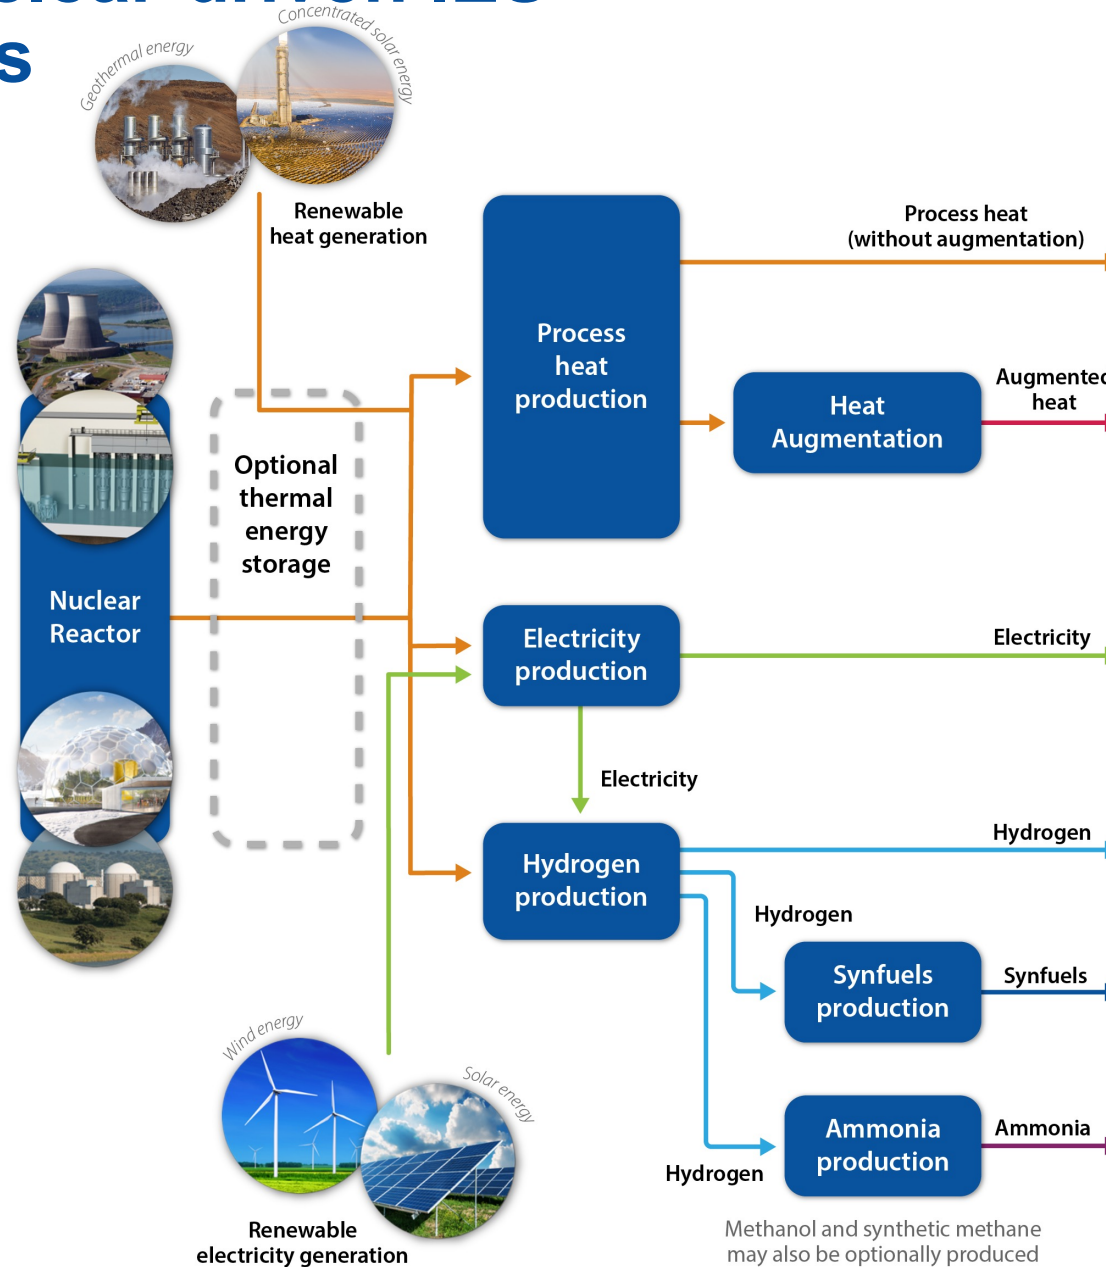 s
Geothermal energy
Concentrated solar energy
Renewable
heat generation
Process heat
(without augmentation)
Process
heat
production
Heat
Augmentation
Augmented
heat
Optional
thermal
energy
storage
Nuclear
Reactor
Electricity
production
Electricity
Electricity
Hydrogen
production
Hydrogen
Hydrogen
Synfuels
production
Synfuels
Wind energy
Solar energy
Ammonia
production
Ammonia
Hydrogen
Renewable
electricity generation
Methanol and synthetic methane
may also be optionally produced